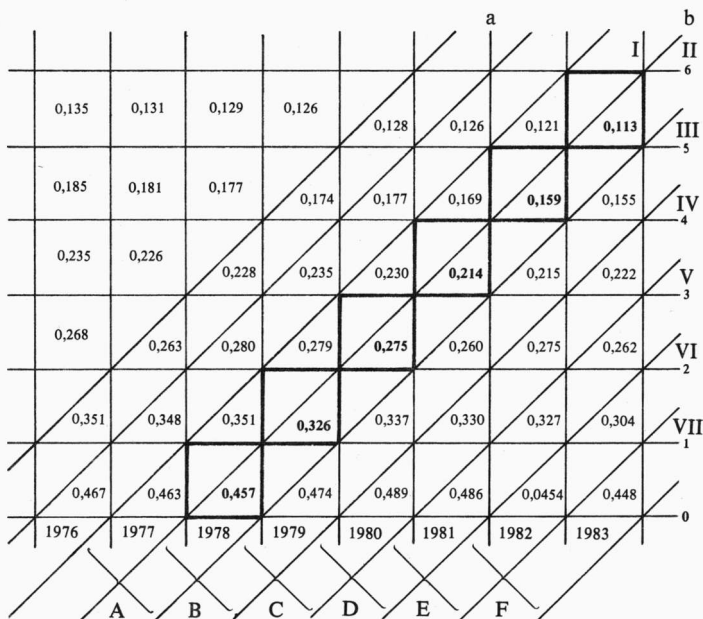 a b
I II
6
0,135 0,131 0,129 0,126
0,128 0,126 0,121 0,113 III
5
0,185 0,181 0,177
0,174 0,177 0,169 0,159 0,155 IV
4
0,235 0,226
0,228 0,235 0,230 0,214 0,215 0,222 V
3
0,268
0,263 0,280 0,279 0,275 0,260 0,275 0,262 VI
2
0,351 0,348 0,351 0,326 0,337 0,330 0,327 0,304 VII
1
0,467 0,463 0,457 0,474 0,489 0,486 0,0454 0,448
0
1976 1977 1978 1979 1980 1981 1982 1983
A B C D E F